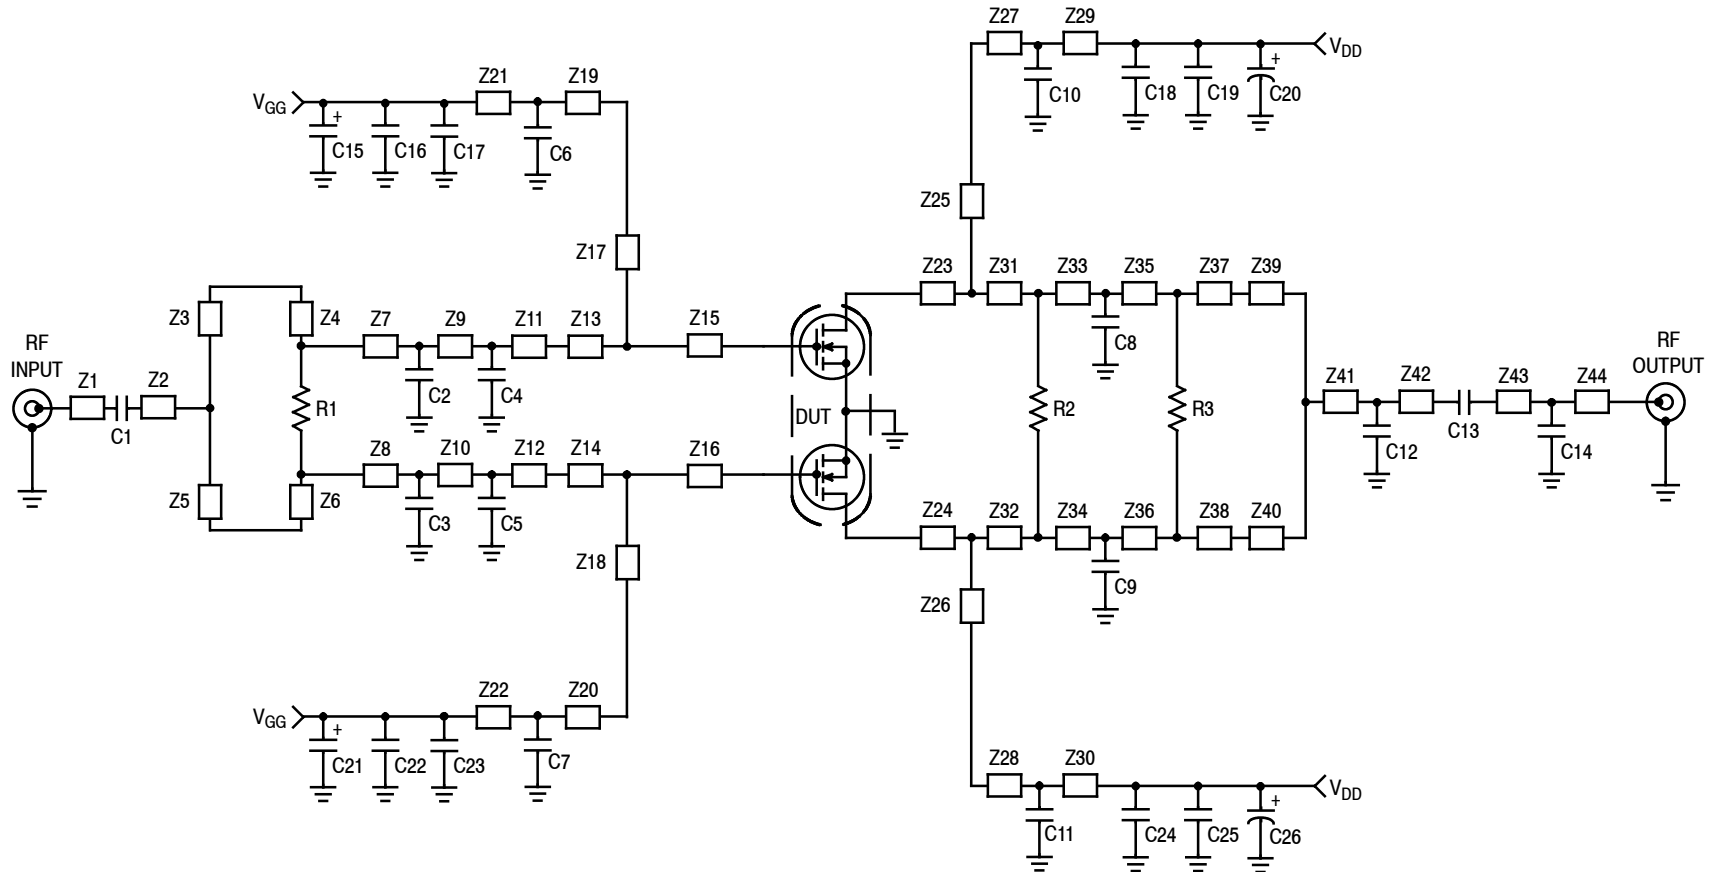 Z27 Z29
V_DD
C10 C18 C19 + C20
Z21 Z19
V_GG
+ C15 C16 C17 C6
Z25
Z17
Z23 Z31 Z33 Z35 Z37 Z39
Z3 Z4 Z7 Z9 Z11 Z13 Z15
C8
RF
INPUT
RF
OUTPUT
Z1 Z2
Z41 Z42 Z43 Z44
C2 C4
R1 DUT R2 R3
C1
C13
C12 C14
Z8 Z10 Z12 Z14 Z16
Z5 Z6
C3 C5
Z24 Z32 Z34 Z36 Z38 Z40
Z18
C9
Z26
Z22 Z20
V_GG
+ C21 C22 C23 C7
Z28 Z30
V_DD
C11 C24 C25 + C26